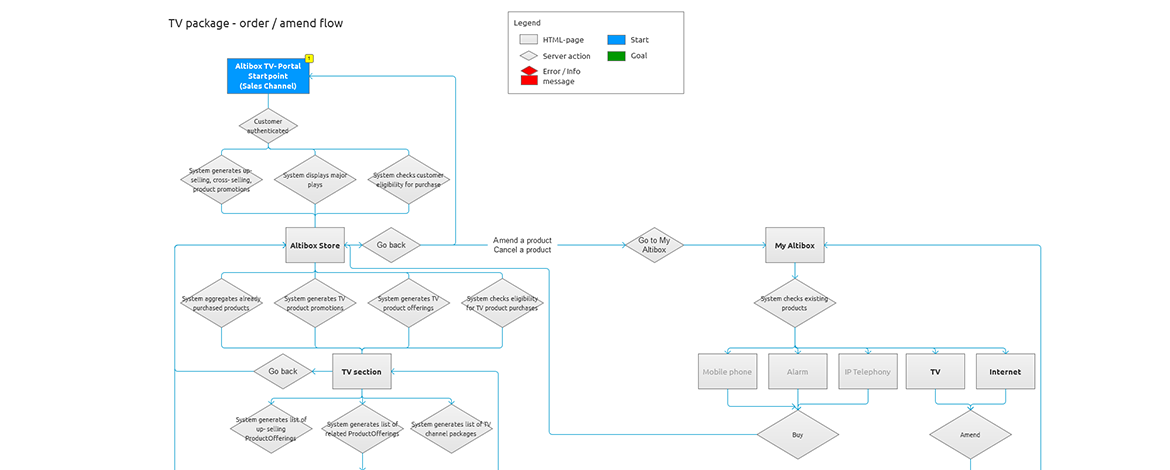 TV package - order / amend flow
Legend
HTML-page
Start
Server action
Goal
Error / Info
message
Altibox TV- Portal
Startpoint
(Sales Channel)
Customer
authenticated
System generates up-
selling, cross- selling,
product promotions
System displays major
plays
System checks customer
eligibility for purchase
Altibox Store
Go back
Amend a product
Cancel a product
Go to My
Altibox
My Altibox
System aggregates already
purchased products
System generates TV
product promotions
System generates TV
product offerings
System checks eligibility
for TV product purchases
System checks existing
products
Go back
TV section
Mobile phone
Alarm
IP Telephony
TV
Internet
System generates list of
up- selling
ProductOfferings
System generates list of
related ProductOfferings
System generates list of TV
channel packages
Buy
Amend